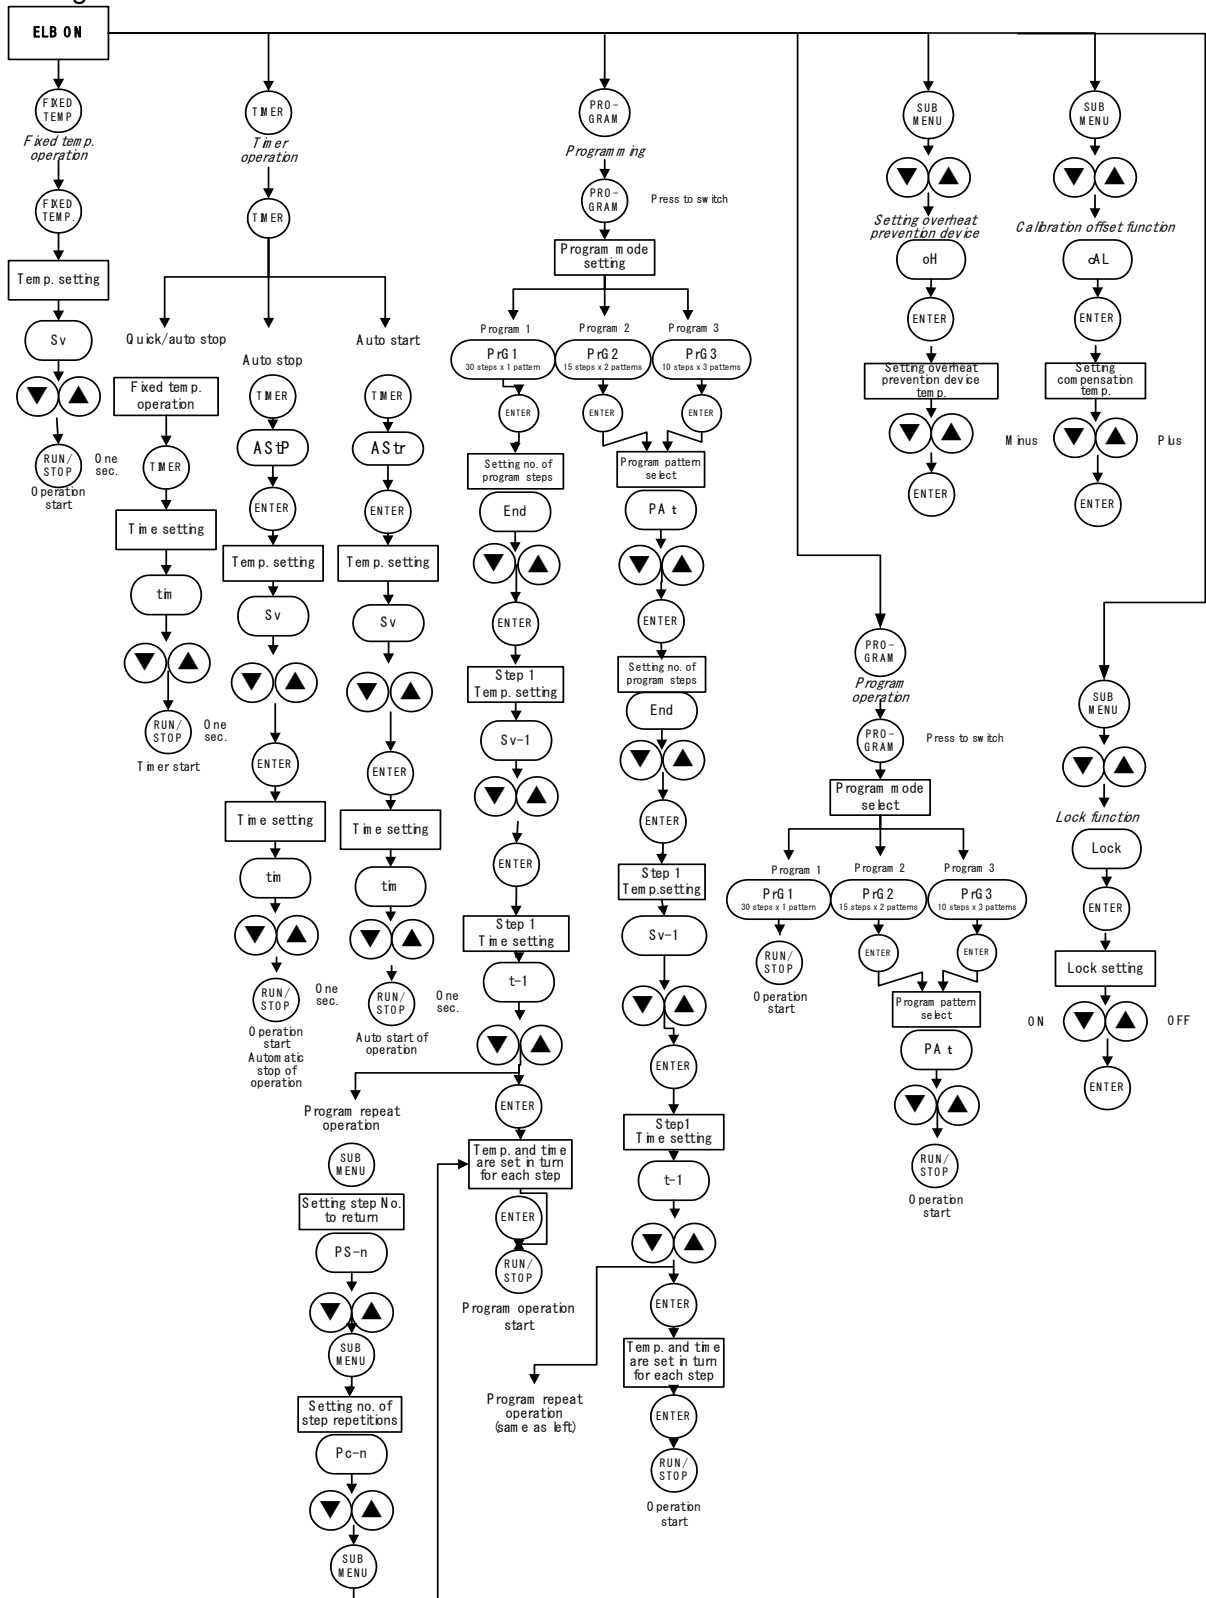 ELB ON
FIXED
TEMP
Fixed temp.
operation
FIXED
TEMP.
Temp. setting
Sv
RUN/
STOP
One
sec.
Operation
start
TIMER
Timer
operation
TIMER
Quick/auto stop
Fixed temp.
operation
TIMER
Time setting
tim
RUN/
STOP
One
sec.
Timer start
Auto stop
TIMER
AStP
ENTER
Temp. setting
Sv
ENTER
Time setting
tim
RUN/
STOP
One
sec.
Operation
start
Automatic
stop of
operation
Auto start
TIMER
AStr
ENTER
Temp. setting
Sv
ENTER
Time setting
tim
RUN/
STOP
One
sec.
Auto start of
operation
PRO-
GRAM
Programming
PRO-
GRAM
Press to switch
Program mode
setting
Program 1
Program 2
Program 3
PrG1
30 steps x 1 pattern
PrG2
15 steps x 2 patterns
PrG3
10 steps x 3 patterns
ENTER
ENTER
ENTER
Setting no. of
program steps
End
ENTER
Step 1
Temp. setting
Sv-1
ENTER
Step 1
Time setting
t-1
ENTER
Temp. and time
are set in turn
for each step
ENTER
RUN/
STOP
Program operation
start
Program repeat
operation
SUB
MENU
Setting step No.
to return
PS-n
SUB
MENU
Setting no. of
step repetitions
Pc-n
SUB
MENU
Program pattern
select
PAt
ENTER
Setting no. of
program steps
End
ENTER
Step 1
Temp.setting
Sv-1
ENTER
Step1
Time setting
t-1
ENTER
Temp. and time
are set in turn
for each step
ENTER
RUN/
STOP
Operation
start
Program repeat
operation
(same as left)
PRO-
GRAM
Program
operation
PRO-
GRAM
Press to switch
Program mode
select
Program 1
Program 2
Program 3
PrG1
30 steps x 1 pattern
PrG2
15 steps x 2 patterns
PrG3
10 steps x 3 patterns
RUN/
STOP
Operation
start
ENTER
ENTER
Program pattern
select
PAt
RUN/
STOP
Operation
start
SUB
MENU
Setting overheat
prevention device
oH
ENTER
Setting overheat
prevention device
temp.
ENTER
SUB
MENU
Calibration offset function
cAL
ENTER
Setting
compensation
temp.
Minus
Plus
ENTER
SUB
MENU
Lock function
Lock
ENTER
Lock setting
ON
OFF
ENTER